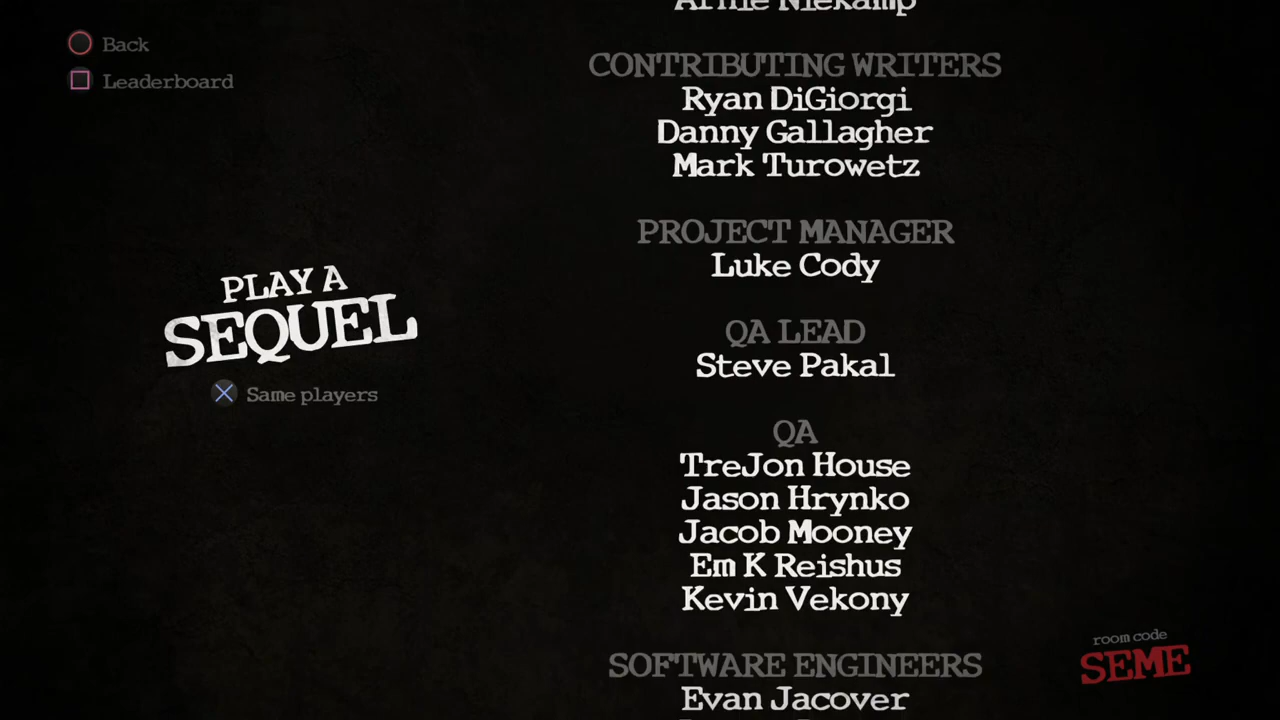 Back
Leaderboard
PLAY A
SEQUEL
Same players
Arnie Niekamp
CONTRIBUTING WRITERS
Ryan DiGiorgi
Danny Gallagher
Mark Turowetz
PROJECT MANAGER
Luke Cody
QA LEAD
Steve Pakal
QA
TreJon House
Jason Hrynko
Jacob Mooney
Em K Reishus
Kevin Vekony
SOFTWARE ENGINEERS
Evan Jacover
room code
SEME